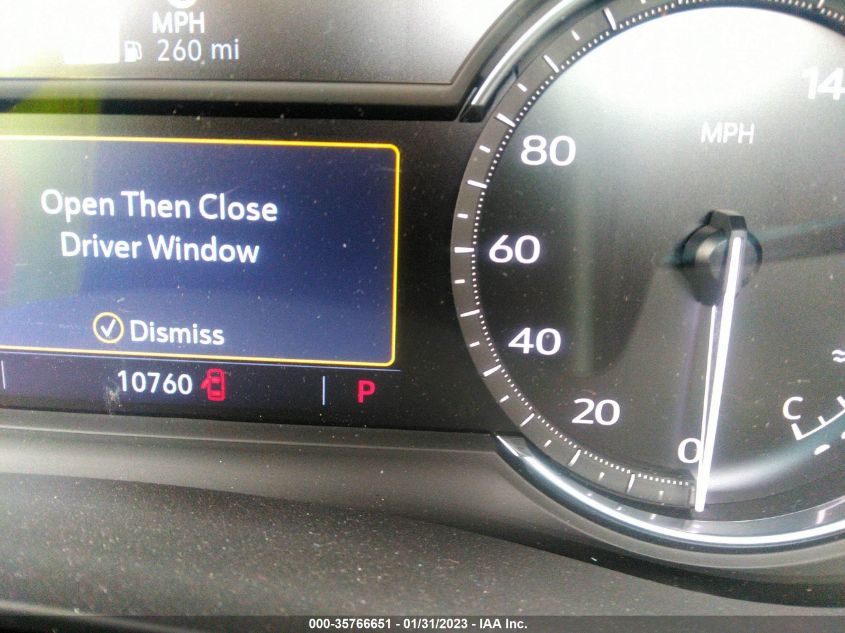 MPH
260 mi
Open Then Close
Driver Window
Dismiss
10760
P
MPH
14
80
60
40
20
0
C
000-35766651 - 01/31/2023 - IAA Inc.